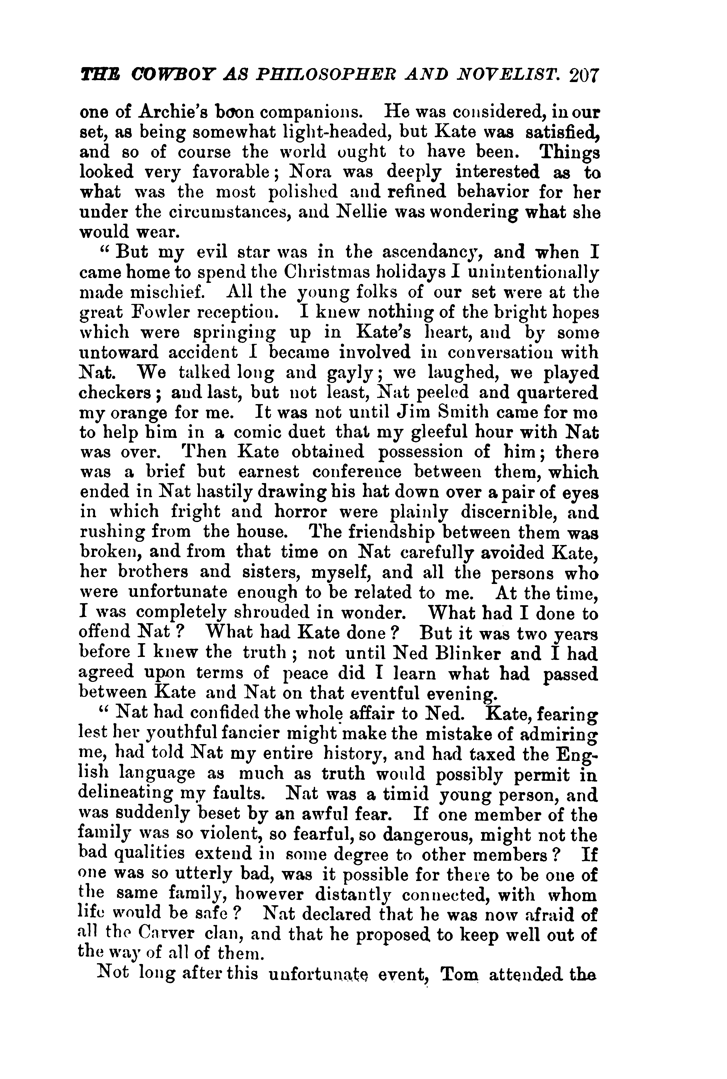 THE COWBOY AS PHILOSOPHER AND NOVELIST. 207
one of Archie's boon companions. He was considered, in our
set, as being somewhat light-headed, but Kate was satisfied,
and so of course the world ought to have been. Things
looked very favorable; Nora was deeply interested as to
what was the most polished and refined behavior for her
under the circumstances, and Nellie was wondering what she
would wear.
“ But my evil star was in the ascendancy, and when I
came home to spend the Christmas holidays I unintentionally
made mischief. All the young folks of our set were at the
great Fowler reception. I knew nothing of the bright hopes
which were springing up in Kate's heart, and by some
untoward accident I became involved in conversation with
Nat. We talked long and gayly; we laughed, we played
checkers; and last, but not least, Nat peeled and quartered
my orange for me. It was not until Jim Smith came for me
to help him in a comic duet that my gleeful hour with Nat
was over. Then Kate obtained possession of him; there
was a brief but earnest conference between them, which
ended in Nat hastily drawing his hat down over a pair of eyes
in which fright and horror were plainly discernible, and
rushing from the house. The friendship between them was
broken, and from that time on Nat carefully avoided Kate,
her brothers and sisters, myself, and all the persons who
were unfortunate enough to be related to me. At the time,
I was completely shrouded in wonder. What had I done to
offend Nat? What had Kate done? But it was two years
before I knew the truth; not until Ned Blinker and I had
agreed upon terms of peace did I learn what had passed
between Kate and Nat on that eventful evening.
“ Nat had confided the whole affair to Ned. Kate, fearing
lest her youthful fancier might make the mistake of admiring
me, had told Nat my entire history, and had taxed the Eng-
lish language as much as truth would possibly permit in
delineating my faults. Nat was a timid young person, and
was suddenly beset by an awful fear. If one member of the
family was so violent, so fearful, so dangerous, might not the
bad qualities extend in some degree to other members? If
one was so utterly bad, was it possible for there to be one of
the same family, however distantly connected, with whom
life would be safe? Nat declared that he was now afraid of
all the Carver clan, and that he proposed to keep well out of
the way of all of them.
Not long after this unfortunate event, Tom attended the